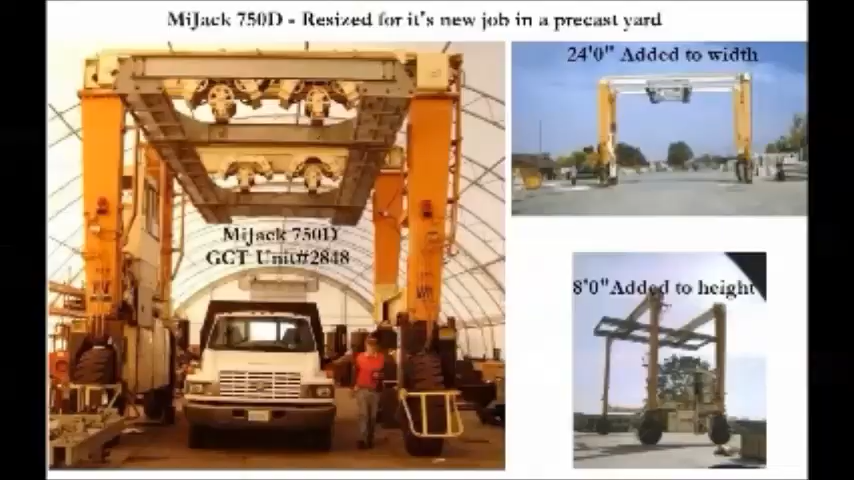 MiJack 750D - Resized for it's new job in a precast yard
24'0" Added to width
MiJack 750D
GCT Unit#2848
8'0"Added to height